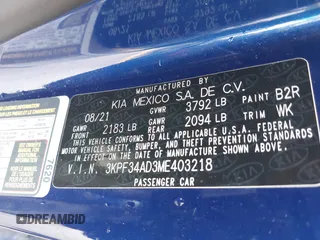 MFD. BY KIA MEXICO S.A. DE C.V.
08/21 GVWR 3792 LB PAINT B2R
GAWR FRONT 2183 LB GAWR REAR 2094 LB TRIM WK
THIS VEHICLE CONFORMS TO ALL APPLICABLE U.S.A. FEDERAL
MOTOR VEHICLE SAFETY, BUMPER, AND THEFT PREVENTION
STANDARDS IN EFFECT ON THE DATE OF MANUFACTURE SHOWN ABOVE.
V.I.N. 3KPF34AD3ME403218
PASSENGER CAR
7620
DREAMBID